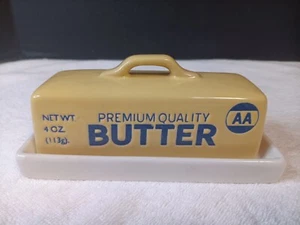 NET WT.
4 OZ.
(113g).
PREMIUM QUALITY
BUTTER
AA